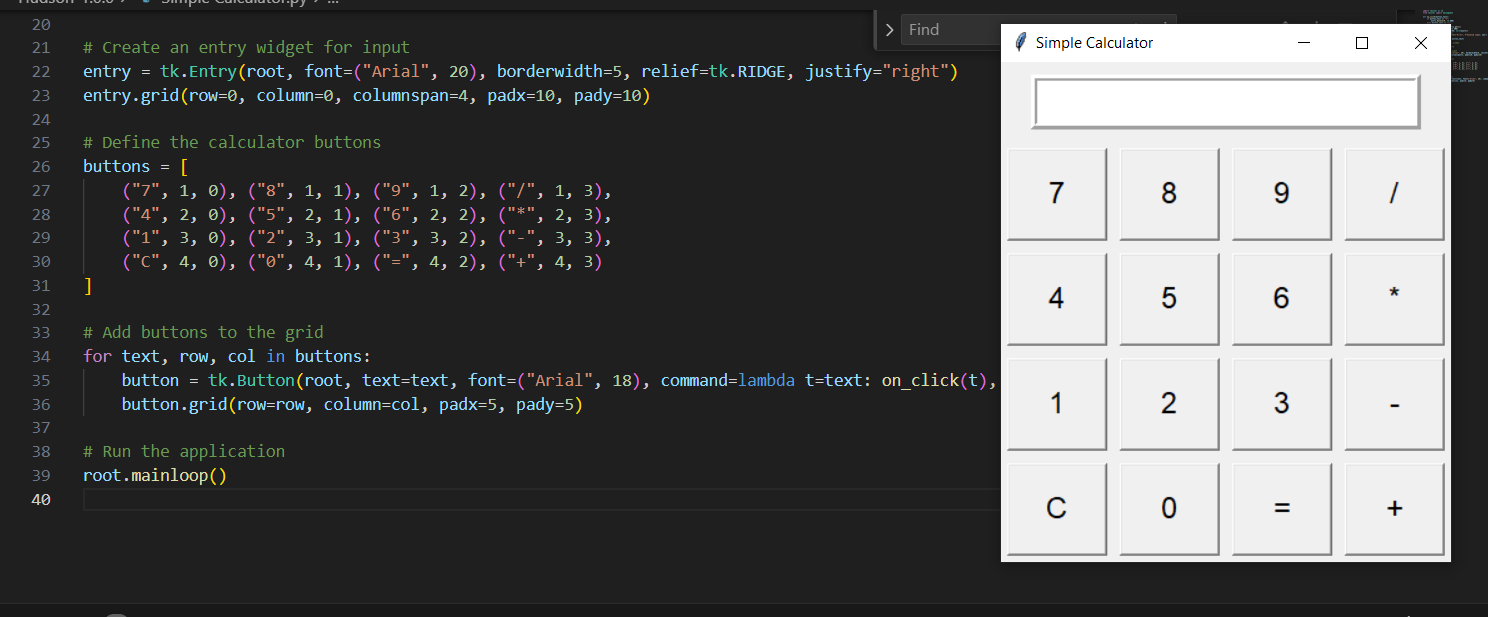 Simple Calculator.py > ...
Find
20
21 # Create an entry widget for input
22 entry = tk.Entry(root, font=("Arial", 20), borderwidth=5, relief=tk.RIDGE, justify="right")
23 entry.grid(row=0, column=0, columnspan=4, padx=10, pady=10)
24
25 # Define the calculator buttons
26 buttons = [
27 ("7", 1, 0), ("8", 1, 1), ("9", 1, 2), ("/", 1, 3),
28 ("4", 2, 0), ("5", 2, 1), ("6", 2, 2), ("*", 2, 3),
29 ("1", 3, 0), ("2", 3, 1), ("3", 3, 2), ("-", 3, 3),
30 ("C", 4, 0), ("0", 4, 1), ("=", 4, 2), ("+", 4, 3)
31 ]
32
33 # Add buttons to the grid
34 for text, row, col in buttons:
35 button = tk.Button(root, text=text, font=("Arial", 18), command=lambda t=text: on_click(t),
36 button.grid(row=row, column=col, padx=5, pady=5)
37
38 # Run the application
39 root.mainloop()
40
Simple Calculator
7 8 9 /
4 5 6 *
1 2 3 -
C 0 = +